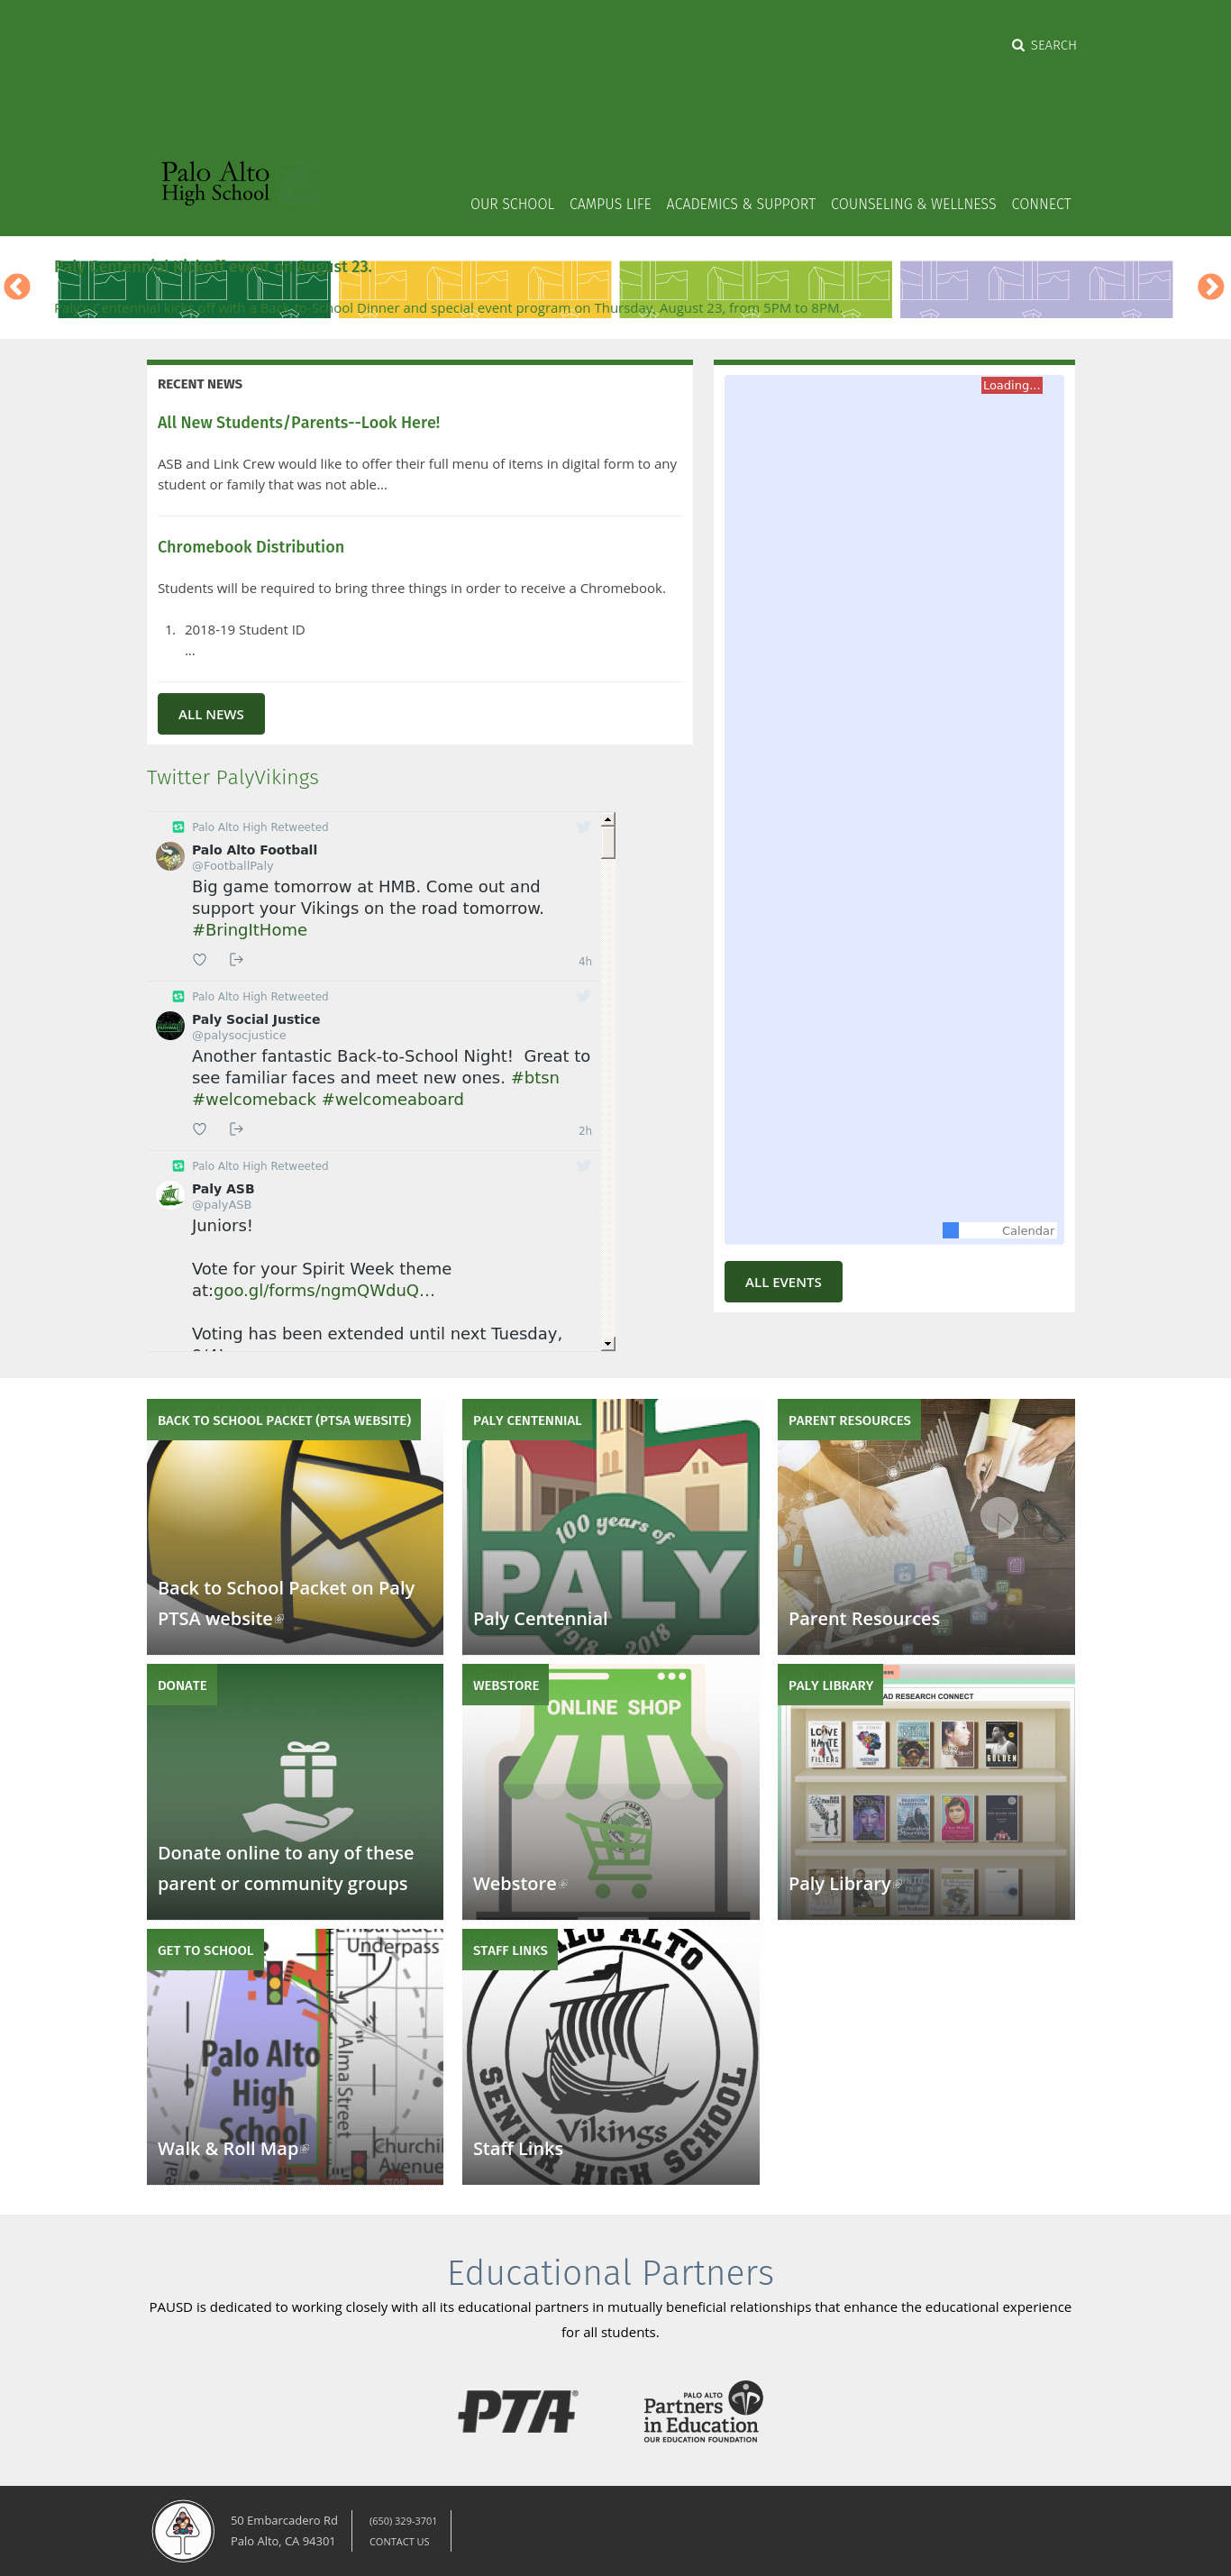 SEARCH
Palo Alto
High School
OUR SCHOOL CAMPUS LIFE ACADEMICS & SUPPORT COUNSELING & WELLNESS CONNECT
Paly Centennial Kickoff event on August 23.
Paly's Centennial kicks off with a Back-to-School Dinner and special event program on Thursday, August 23, from 5PM to 8PM.
RECENT NEWS
All New Students/Parents--Look Here!
ASB and Link Crew would like to offer their full menu of items in digital form to any
student or family that was not able...
Chromebook Distribution
Students will be required to bring three things in order to receive a Chromebook.
1. 2018-19 Student ID
...
ALL NEWS
Loading...
Calendar
ALL EVENTS
Twitter PalyVikings
Palo Alto High Retweeted
Palo Alto Football
@FootballPaly
Big game tomorrow at HMB. Come out and
support your Vikings on the road tomorrow.
#BringItHome
4h
Palo Alto High Retweeted
Paly Social Justice
@palysocjustice
Another fantastic Back-to-School Night! Great to
see familiar faces and meet new ones. #btsn
#welcomeback #welcomeaboard
2h
Palo Alto High Retweeted
Paly ASB
@palyASB
Juniors!
Vote for your Spirit Week theme
at:goo.gl/forms/ngmQWduQ…
Voting has been extended until next Tuesday,
BACK TO SCHOOL PACKET (PTSA WEBSITE)
Back to School Packet on Paly
PTSA website
PALY CENTENNIAL
100 years of
PALY
1918 - 2018
Paly Centennial
PARENT RESOURCES
Parent Resources
DONATE
Donate online to any of these
parent or community groups
WEBSTORE
ONLINE SHOP
PALO ALTO
Webstore
PALY LIBRARY
AD RESEARCH CONNECT
LOVE
HATE
FILTERS
GOLDEN
Paly Library
GET TO SCHOOL
Underpass
Palo Alto
High
School
Alma Street
Churchil
Avenue
STOP
Walk & Roll Map
STAFF LINKS
PALO ALTO
Vikings
SENIOR HIGH SCHOOL
Staff Links
Educational Partners
PAUSD is dedicated to working closely with all its educational partners in mutually beneficial relationships that enhance the educational experience
for all students.
PTA®
PALO ALTO
Partners
in Education
OUR EDUCATION FOUNDATION
50 Embarcadero Rd
Palo Alto, CA 94301
(650) 329-3701
CONTACT US